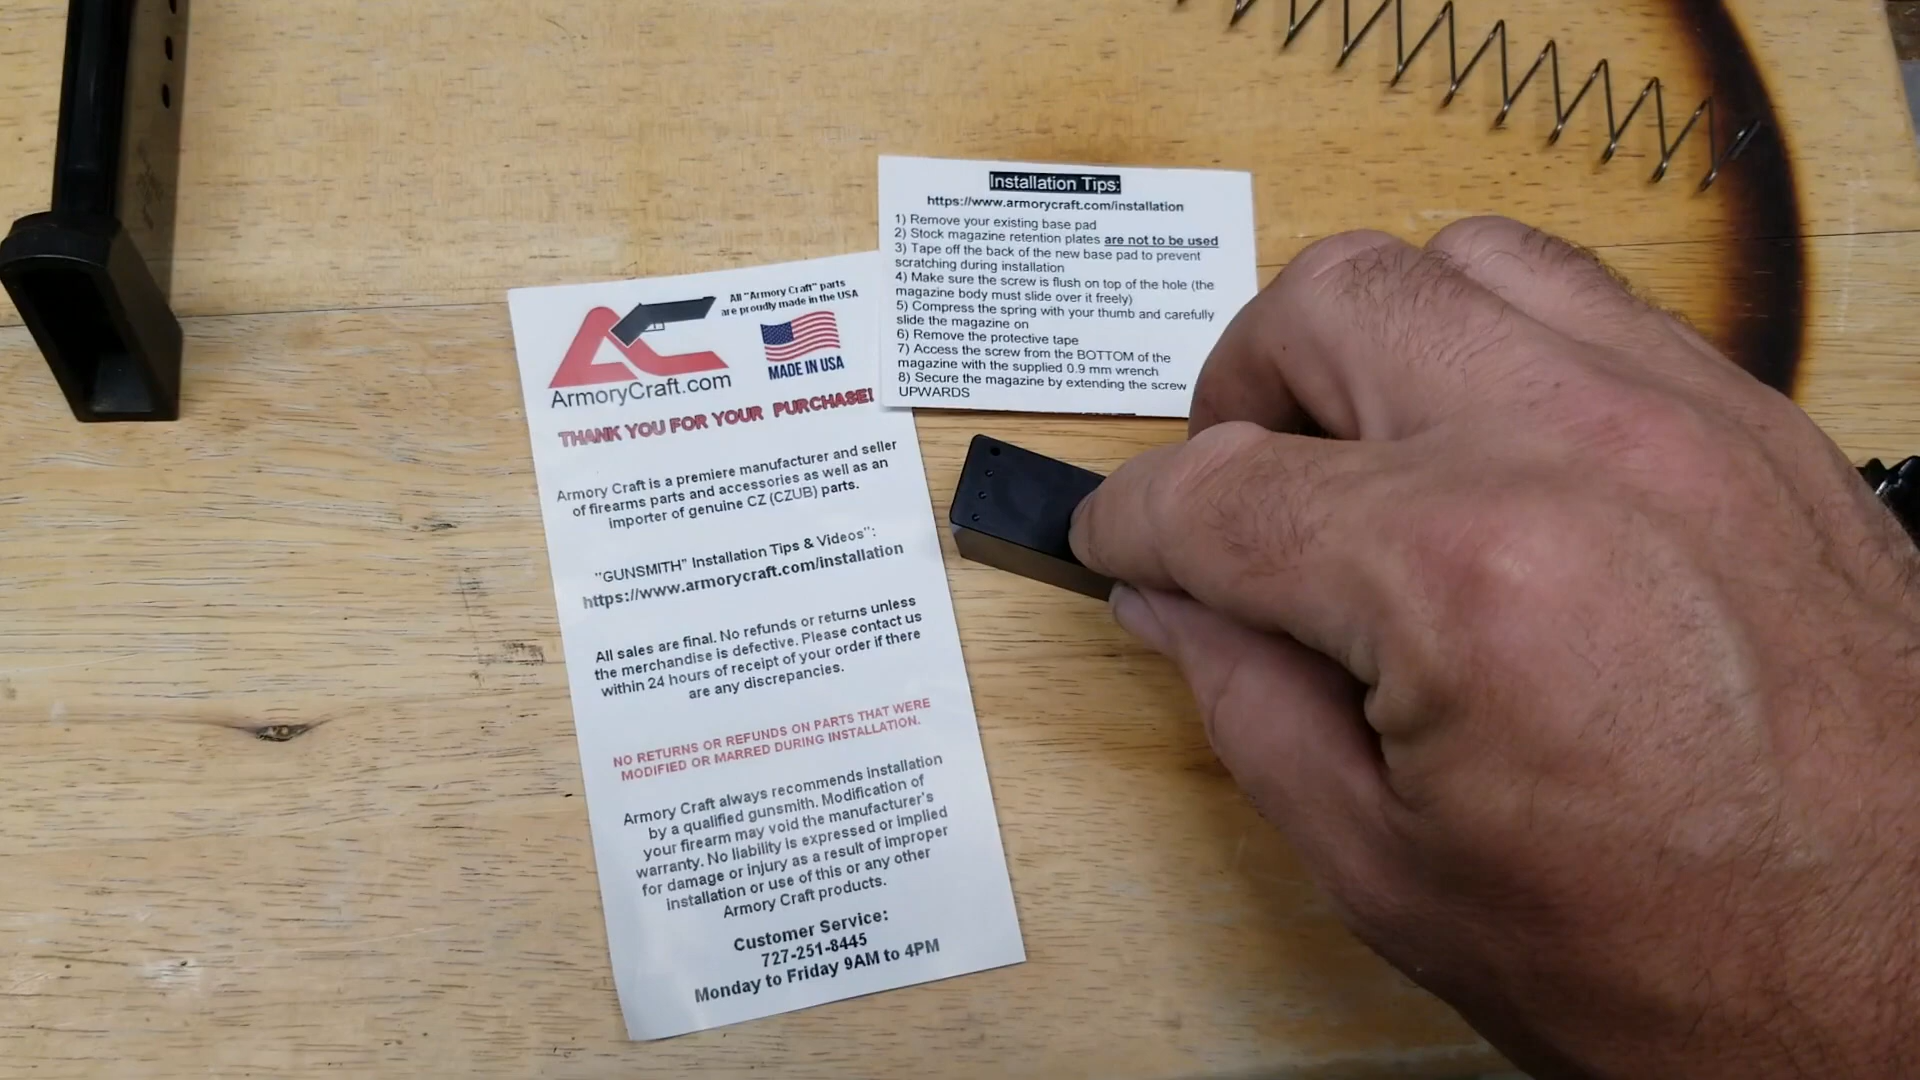 All "Armory Craft" parts
are proudly made in the USA
MADE IN USA
ArmoryCraft.com
THANK YOU FOR YOUR PURCHASE!
Armory Craft is a premiere manufacturer and seller
of firearms parts and accessories as well as an
importer of genuine CZ (CZUB) parts.
"GUNSMITH" Installation Tips & Videos":
https://www.armorycraft.com/installation
All sales are final. No refunds or returns unless
the merchandise is defective. Please contact us
within 24 hours of receipt of your order if there
are any discrepancies.
NO RETURNS OR REFUNDS ON PARTS THAT WERE
MODIFIED OR MARRED DURING INSTALLATION.
Armory Craft always recommends installation
by a qualified gunsmith. Modification of
your firearm may void the manufacturer's
warranty. No liability is expressed or implied
for damage or injury as a result of improper
installation or use of this or any other
Armory Craft products.
Customer Service:
727-251-8445
Monday to Friday 9AM to 4PM
Installation Tips:
https://www.armorycraft.com/installation
1) Remove your existing base pad
2) Stock magazine retention plates are not to be used
3) Tape off the back of the new base pad to prevent
scratching during installation
4) Make sure the screw is flush on top of the hole (the
magazine body must slide over it freely)
5) Compress the spring with your thumb and carefully
slide the magazine on
6) Remove the protective tape
7) Access the screw from the BOTTOM of the
magazine with the supplied 0.9 mm wrench
8) Secure the magazine by extending the screw
UPWARDS